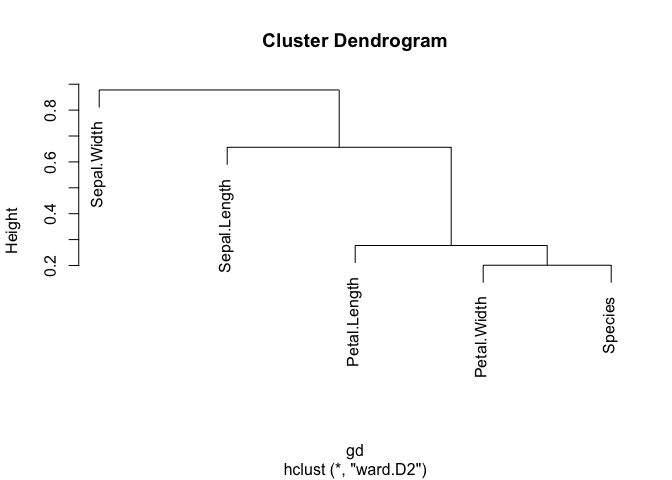 Cluster Dendrogram
Height
0.8
0.6
0.4
0.2
Sepal.Width
Sepal.Length
Petal.Length
Petal.Width
Species
gd
hclust (*, "ward.D2")